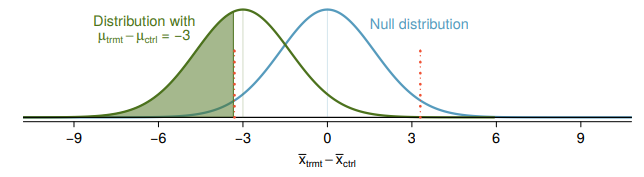 Distribution with
μtrmt − μctrl = −3
Null distribution
−9 −6 −3 0 3 6 9
x̅trmt − x̅ctrl